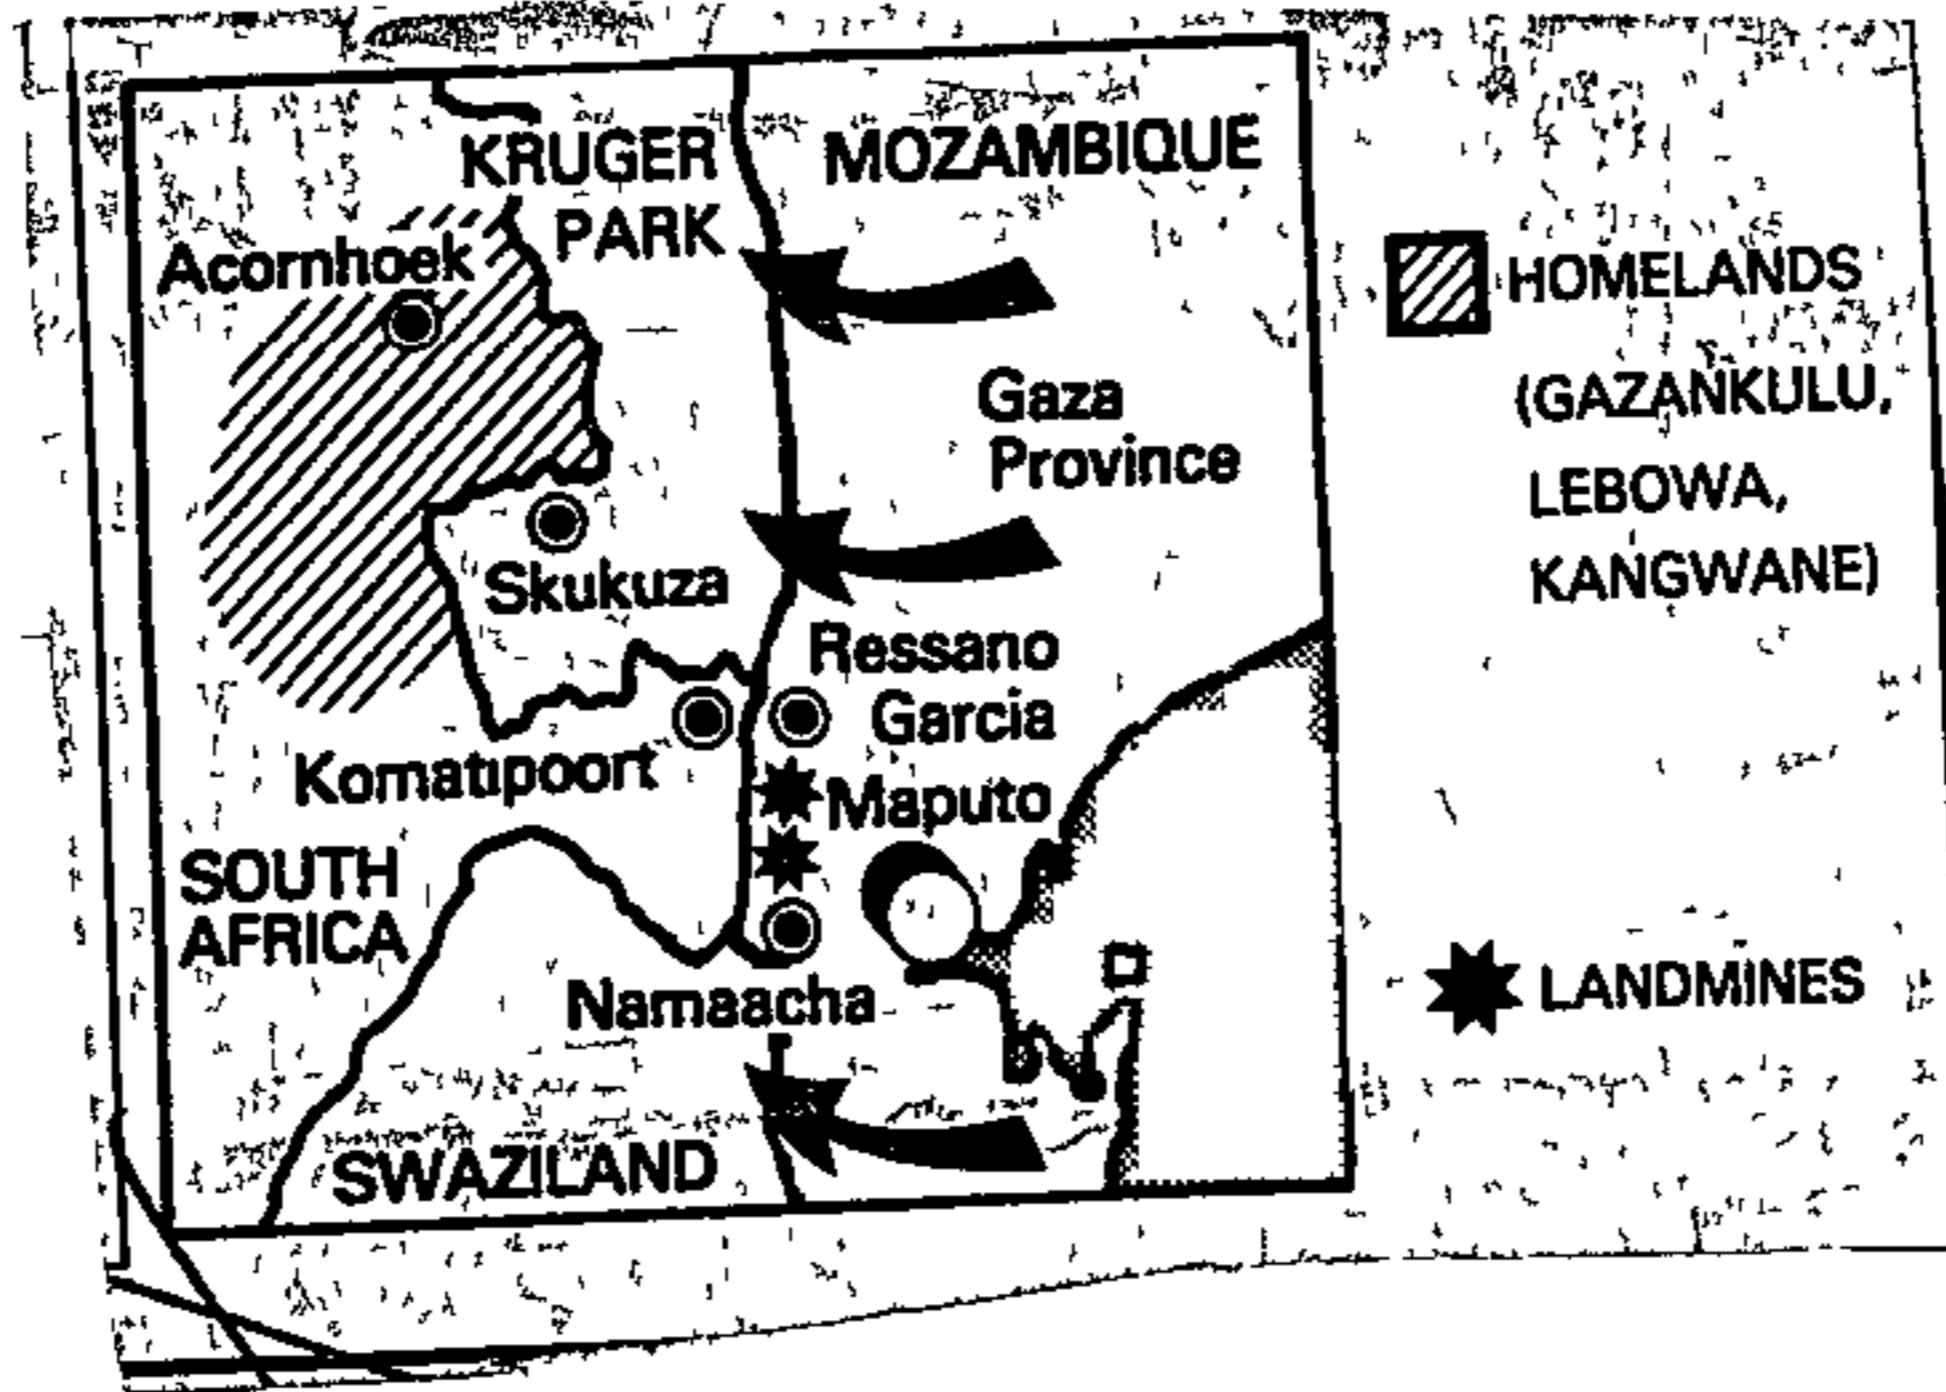 KRUGER
PARK
MOZAMBIQUE
Acornhoek
Gaza
Province
Skukuza
Ressano
Garcia
Komatipoort
Maputo
SOUTH
AFRICA
Namaacha
SWAZILAND
HOMELANDS
(GAZANKULU,
LEBOWA,
KANGWANE)
LANDMINES